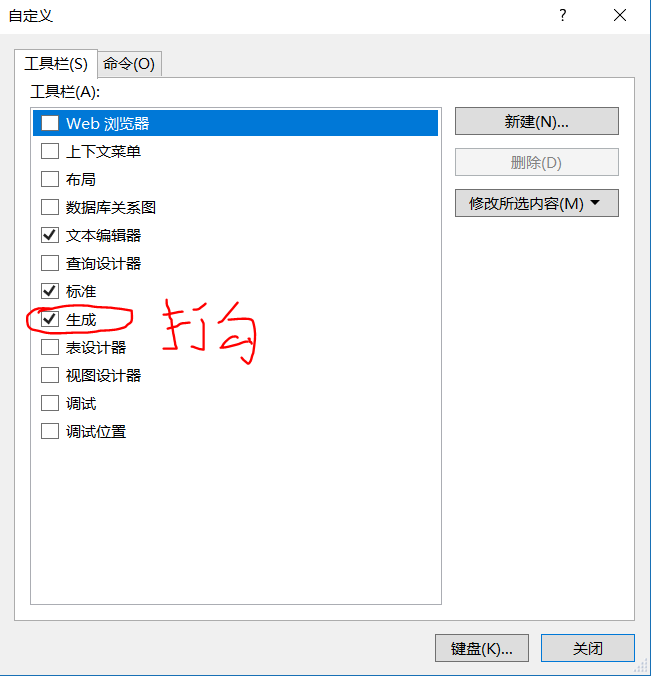 自定义
?
工具栏(S) 命令(O)
工具栏(A):
Web 浏览器
上下文菜单
布局
数据库关系图
文本编辑器
查询设计器
标准
生成
打勾
表设计器
视图设计器
调试
调试位置
新建(N)...
删除(D)
修改所选内容(M)
键盘(K)... 关闭